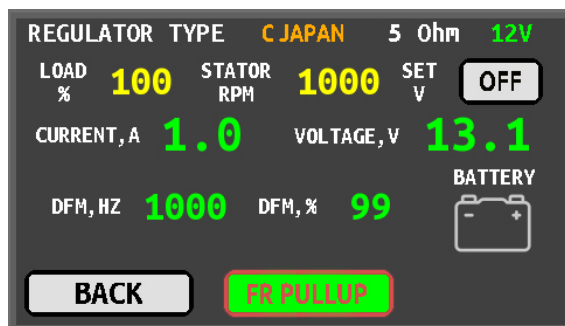 REGULATOR TYPE C JAPAN 5 Ohm 12V
LOAD % 100 STATOR RPM 1000 SET V OFF
CURRENT, A 1.0 VOLTAGE, V 13.1
BATTERY
DFM, HZ 1000 DFM, % 99
- +
BACK FR PULLUP